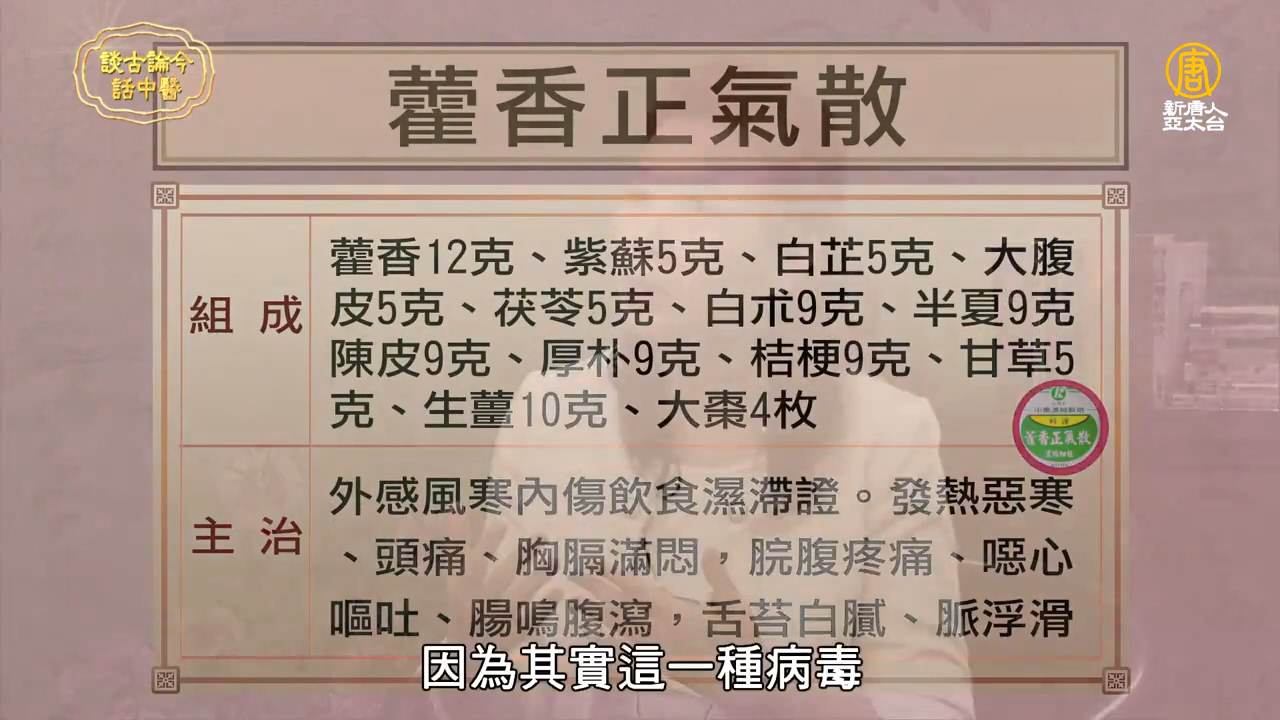 談古論今
話中醫
唐
新唐人
亞太台
藿香正氣散
組成
藿香12克、紫蘇5克、白芷5克、大腹
皮5克、茯苓5克、白朮9克、半夏9克
陳皮9克、厚朴9克、桔梗9克、甘草5
克、生薑10克、大棗4枚
藿香正氣散
主治
外感風寒內傷飲食濕滯證。發熱惡寒
、頭痛、胸膈滿悶，脘腹疼痛、噁心
嘔吐、腸鳴腹瀉，舌苔白膩、脈浮滑
因為其實這一種病毒